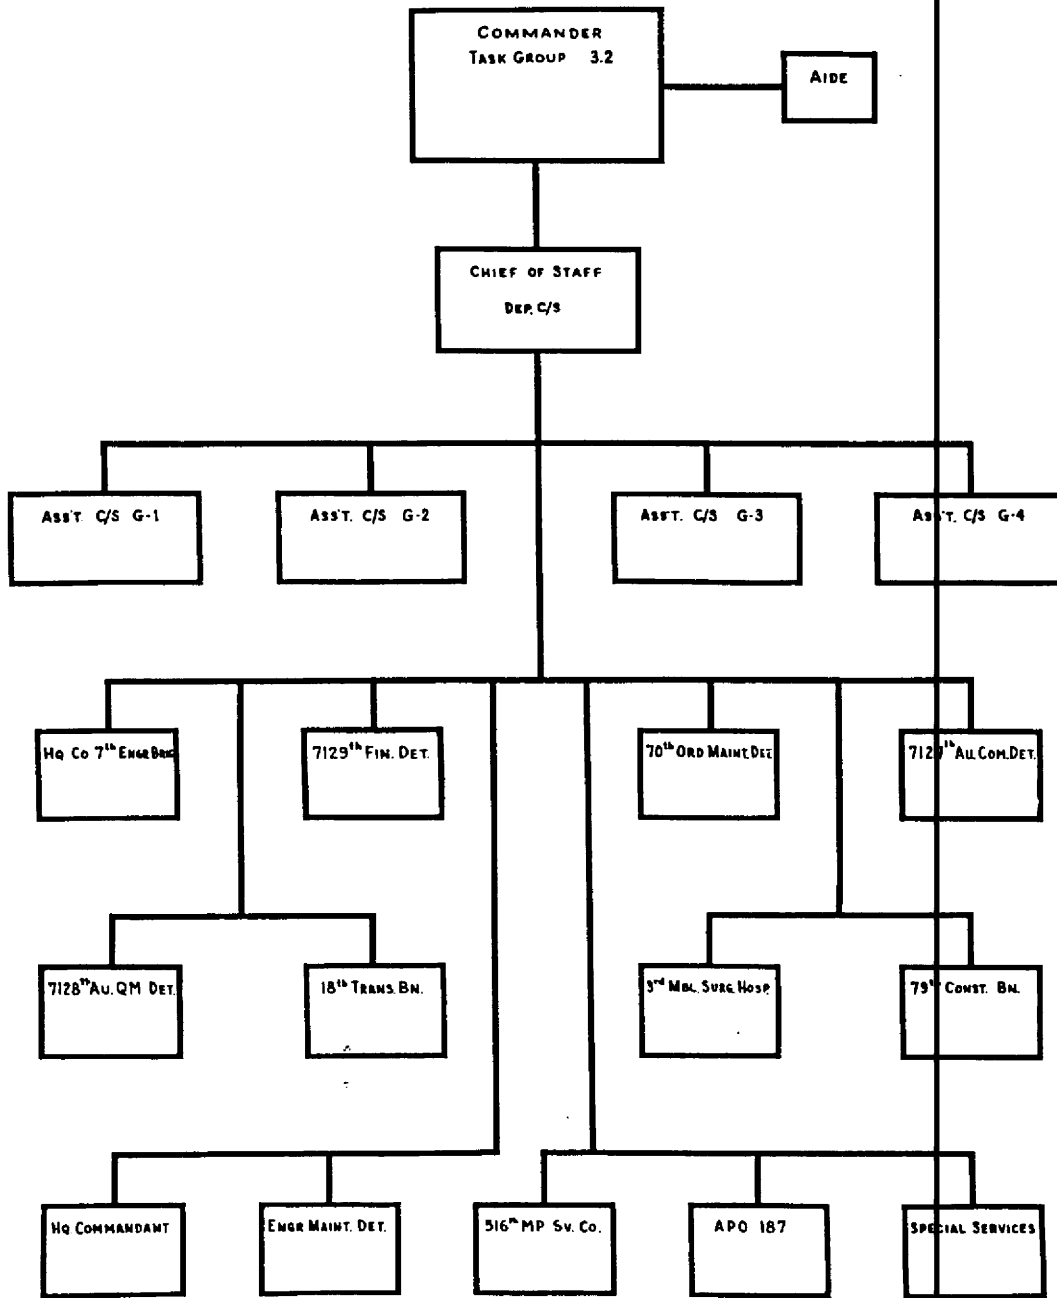 COMMANDER
TASK GROUP 3.2
AIDE
CHIEF OF STAFF
DEP. C/S
ASS'T. C/S G-1
ASS'T. C/S G-2
ASS'T. C/S G-3
ASS'T. C/S G-4
HQ CO 7th ENGR BRIG
7129th FIN. DET.
70th ORD MAINT. DET.
7127th AU. COM. DET.
7128th AU. QM DET.
18th TRANS. BN.
3rd MBL. SURG. HOSP.
79th CONST. BN.
HQ COMMANDANT
ENGR MAINT. DET.
516th MP SV. CO.
APO 187
SPECIAL SERVICES